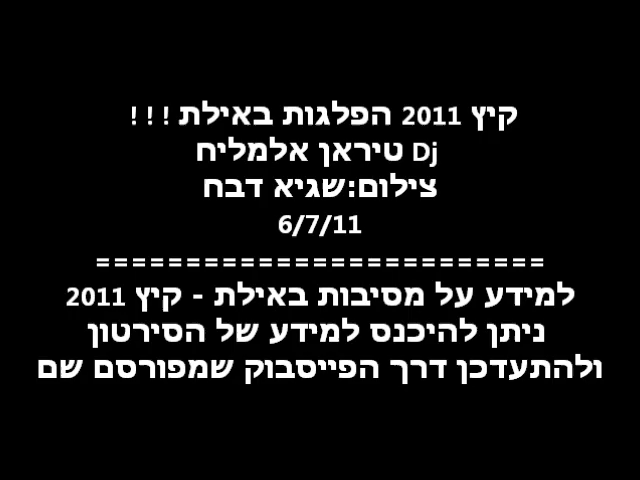 קיץ 2011 הפלגות באילת ! ! !
Dj טיראן אלמליח
צילום:שגיא דבח
6/7/11
=========================
למידע על מסיבות באילת - קיץ 2011
ניתן להיכנס למידע של הסירטון
ולהתעדכן דרך הפייסבוק שמפורסם שם